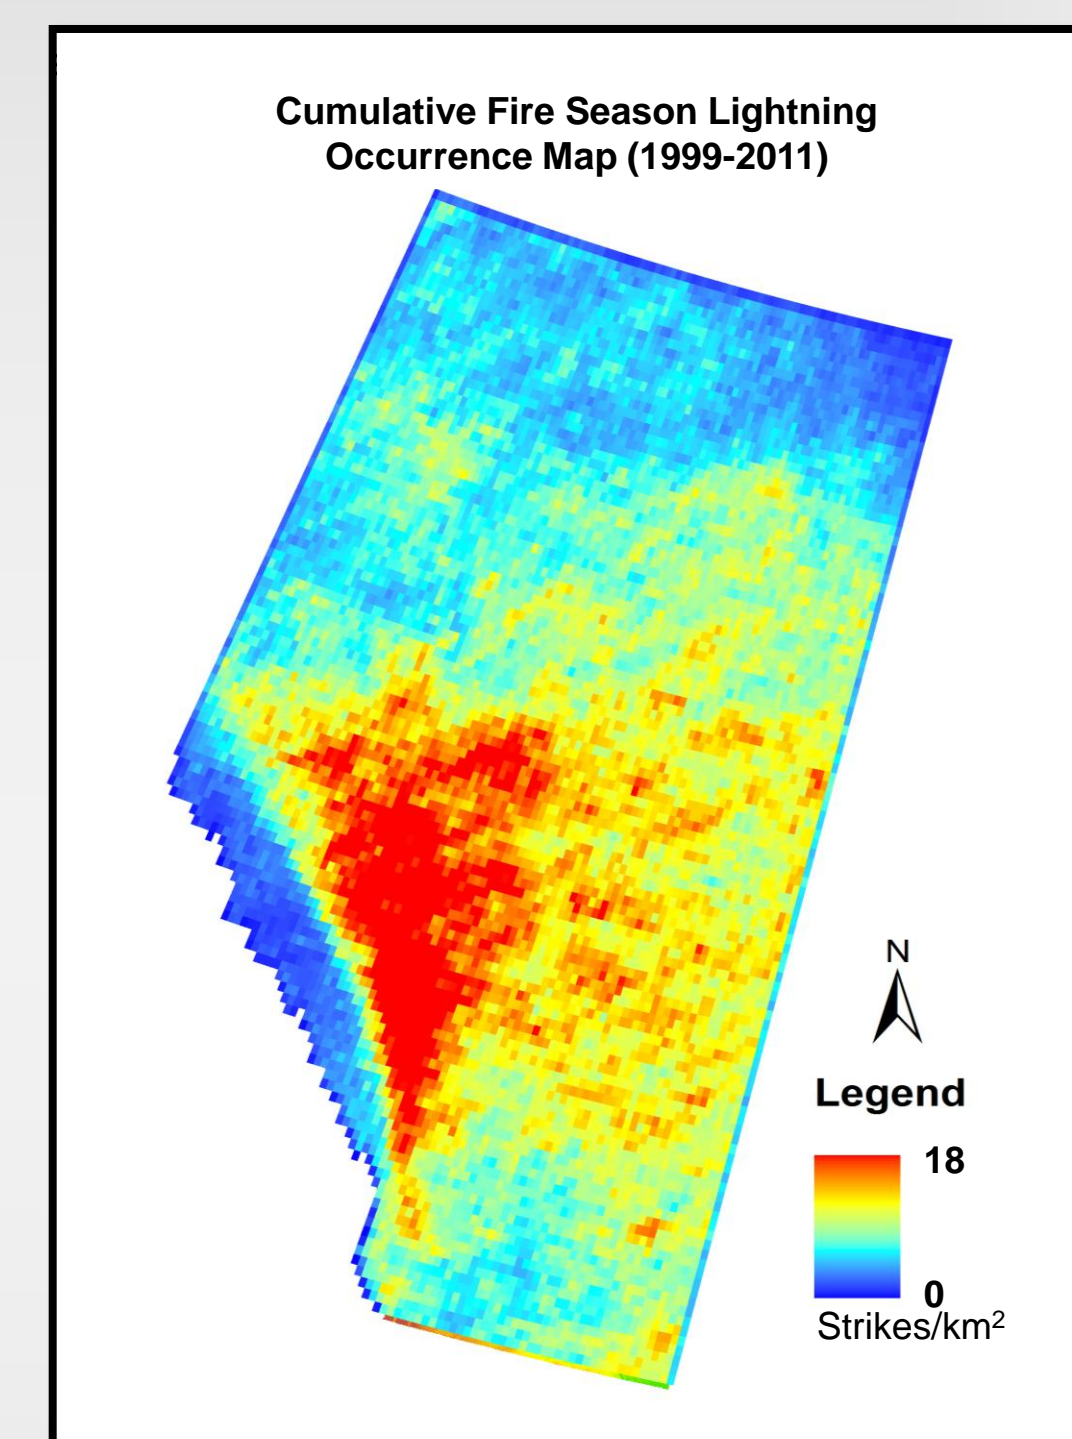 Cumulative Fire Season Lightning
Occurrence Map (1999-2011)
N
Legend
18
0
Strikes/km²